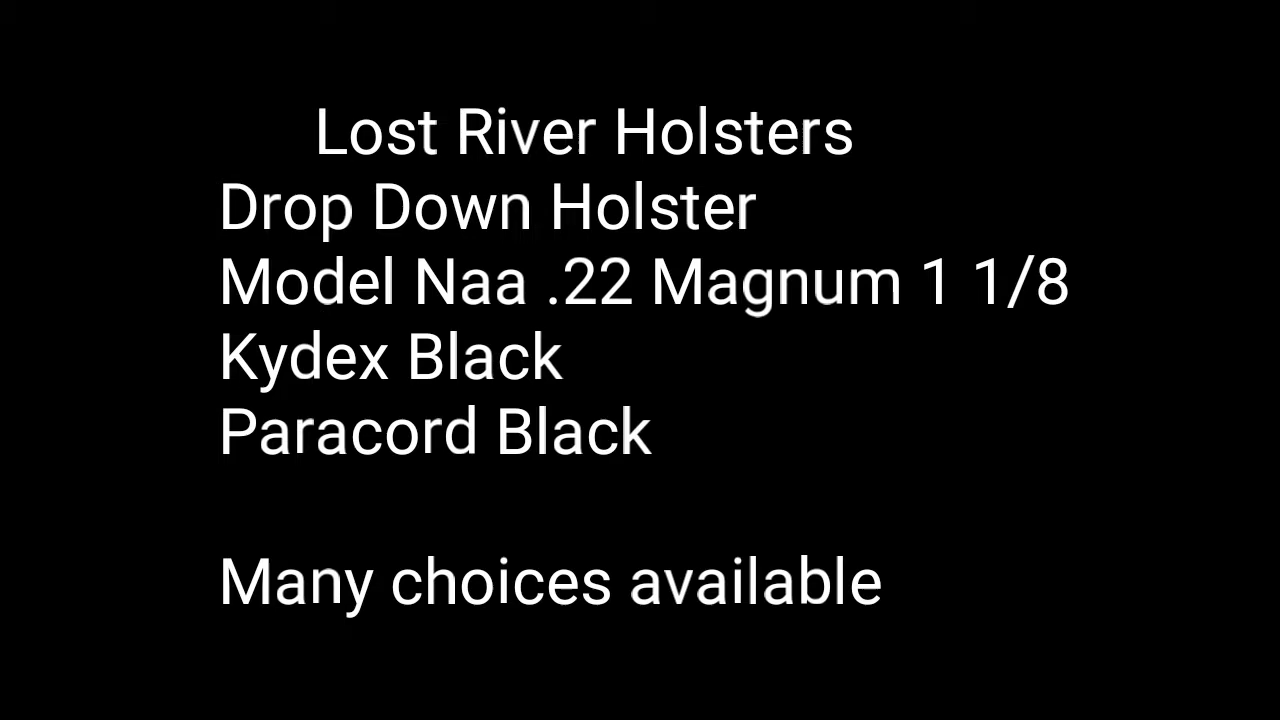 Lost River Holsters
Drop Down Holster
Model Naa .22 Magnum 1 1/8
Kydex Black
Paracord Black
Many choices available